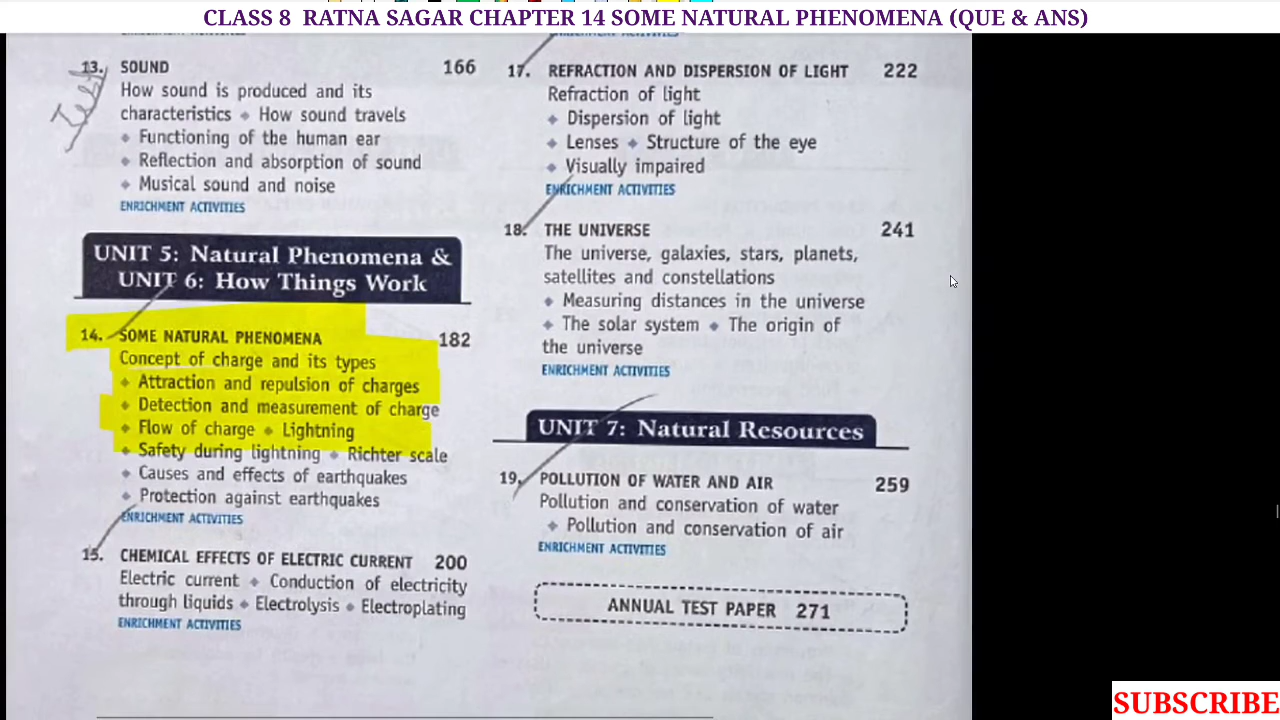 CLASS 8 RATNA SAGAR CHAPTER 14 SOME NATURAL PHENOMENA (QUE & ANS)
13. SOUND 166
How sound is produced and its
characteristics ◆ How sound travels
◆ Functioning of the human ear
◆ Reflection and absorption of sound
◆ Musical sound and noise
ENRICHMENT ACTIVITIES
UNIT 5: Natural Phenomena &
UNIT 6: How Things Work
14. SOME NATURAL PHENOMENA 182
Concept of charge and its types
◆ Attraction and repulsion of charges
◆ Detection and measurement of charge
◆ Flow of charge ◆ Lightning
◆ Safety during lightning ◆ Richter scale
◆ Causes and effects of earthquakes
◆ Protection against earthquakes
ENRICHMENT ACTIVITIES
15. CHEMICAL EFFECTS OF ELECTRIC CURRENT 200
Electric current ◆ Conduction of electricity
through liquids ◆ Electrolysis ◆ Electroplating
ENRICHMENT ACTIVITIES
17. REFRACTION AND DISPERSION OF LIGHT 222
Refraction of light
◆ Dispersion of light
◆ Lenses ◆ Structure of the eye
◆ Visually impaired
ENRICHMENT ACTIVITIES
18. THE UNIVERSE 241
The universe, galaxies, stars, planets,
satellites and constellations
◆ Measuring distances in the universe
◆ The solar system ◆ The origin of
the universe
ENRICHMENT ACTIVITIES
UNIT 7: Natural Resources
19. POLLUTION OF WATER AND AIR 259
Pollution and conservation of water
◆ Pollution and conservation of air
ENRICHMENT ACTIVITIES
ANNUAL TEST PAPER 271
SUBSCRIBE